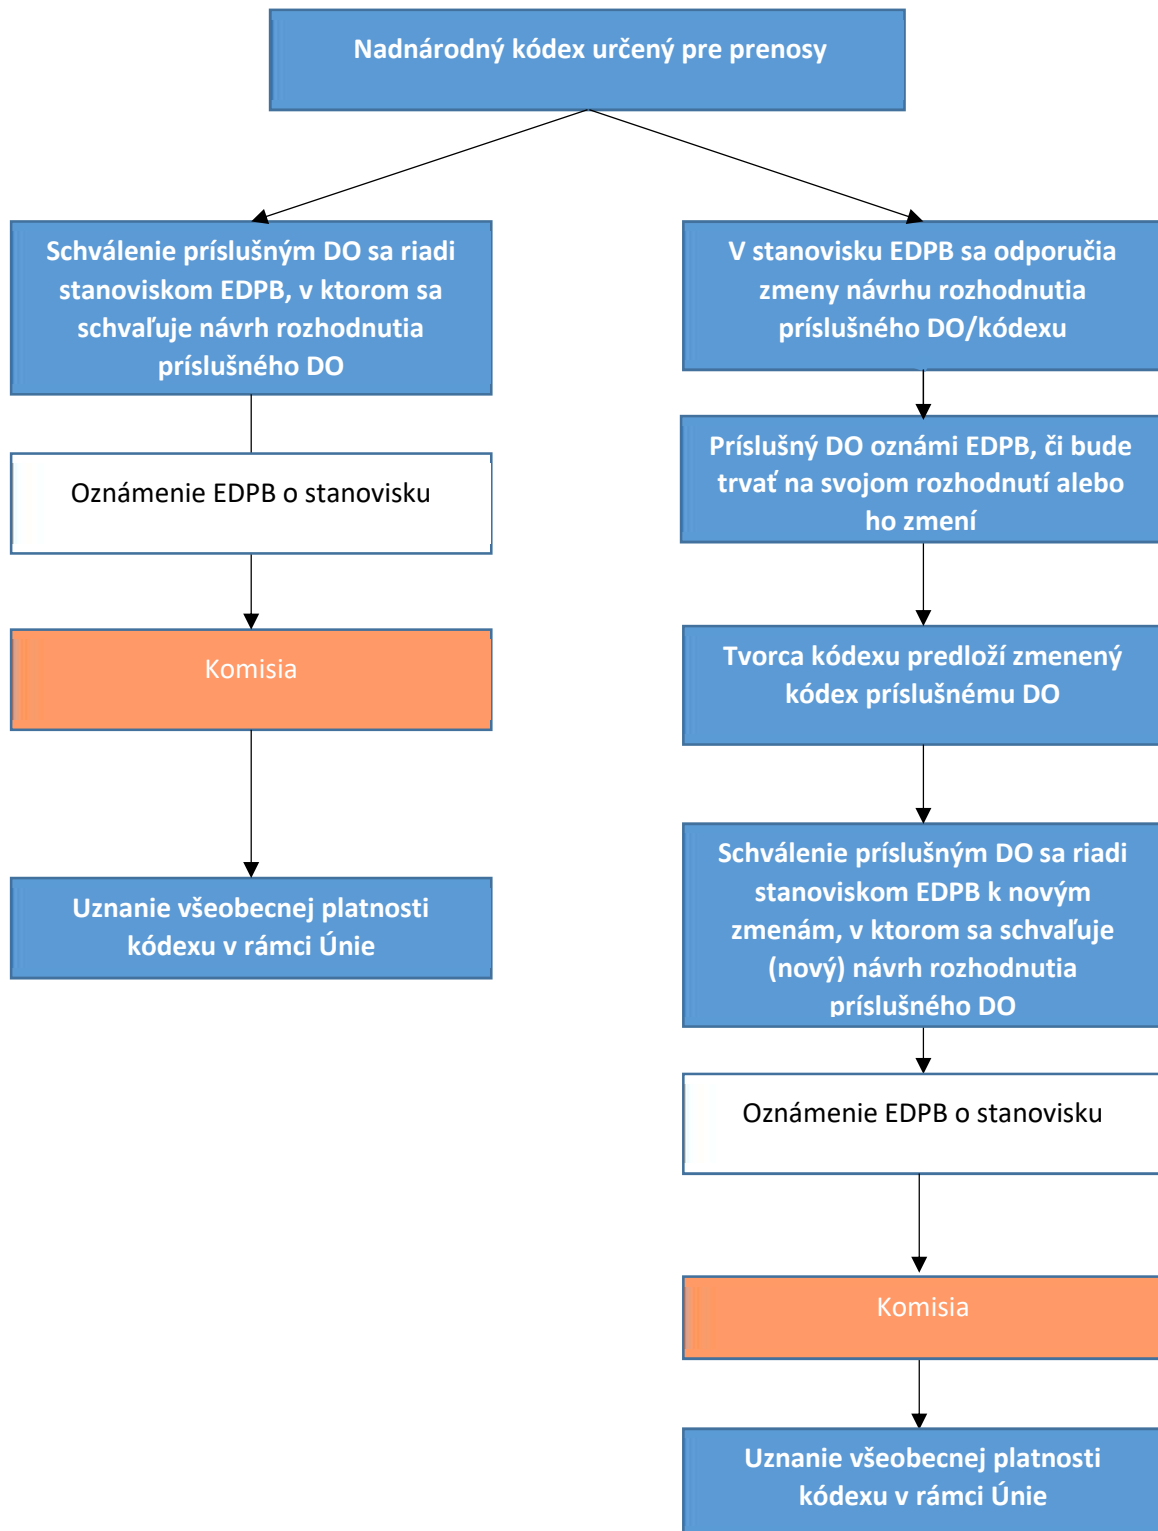 Nadnárodný kódex určený pre prenosy
Schválenie príslušným DO sa riadi
stanoviskom EDPB, v ktorom sa
schvaľuje návrh rozhodnutia
príslušného DO
Oznámenie EDPB o stanovisku
Komisia
Uznanie všeobecnej platnosti
kódexu v rámci Únie
V stanovisku EDPB sa odporučia
zmeny návrhu rozhodnutia
príslušného DO/kódexu
Príslušný DO oznámi EDPB, či bude
trvať na svojom rozhodnutí alebo
ho zmení
Tvorca kódexu predloží zmenený
kódex príslušnému DO
Schválenie príslušným DO sa riadi
stanoviskom EDPB k novým
zmenám, v ktorom sa schvaľuje
(nový) návrh rozhodnutia
príslušného DO
Oznámenie EDPB o stanovisku
Komisia
Uznanie všeobecnej platnosti
kódexu v rámci Únie